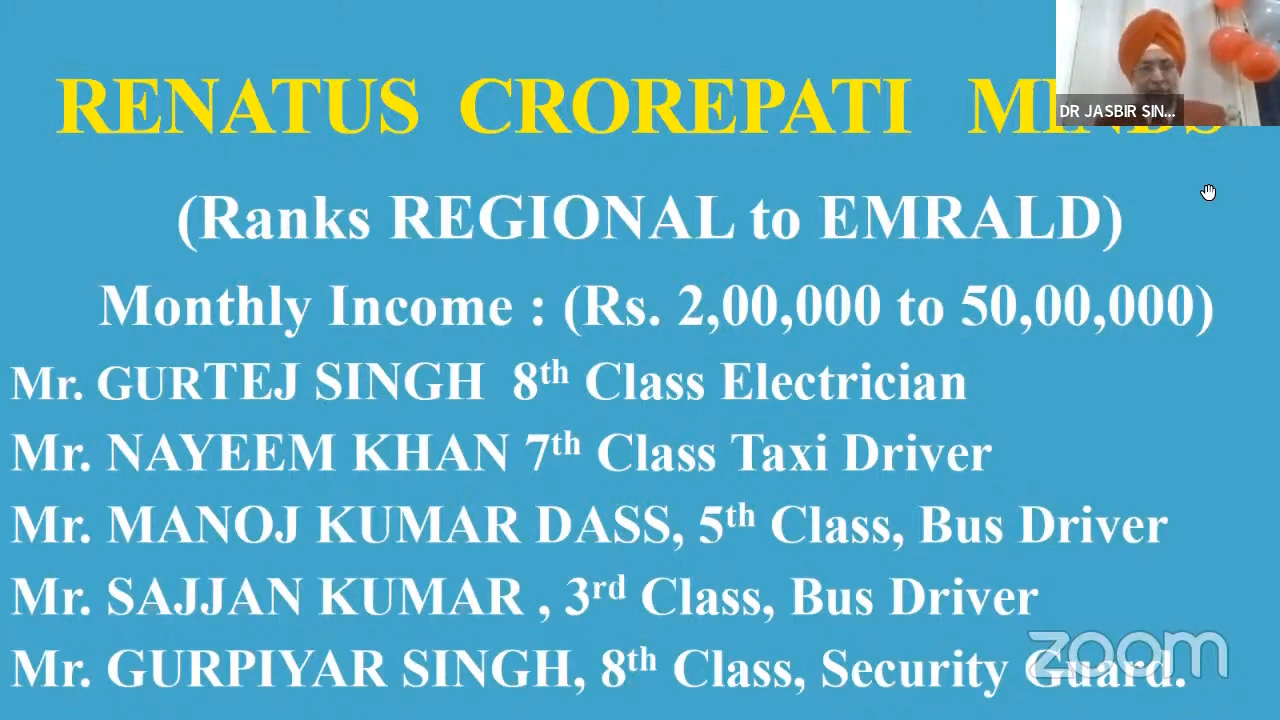 RENATUS CROREPATI MINDS
DR JASBIR SIN...
(Ranks REGIONAL to EMRALD)
Monthly Income : (Rs. 2,00,000 to 50,00,000)
Mr. GURTEJ SINGH 8th Class Electrician
Mr. NAYEEM KHAN 7th Class Taxi Driver
Mr. MANOJ KUMAR DASS, 5th Class, Bus Driver
Mr. SAJJAN KUMAR , 3rd Class, Bus Driver
Mr. GURPIYAR SINGH, 8th Class, Security Guard.
zoom